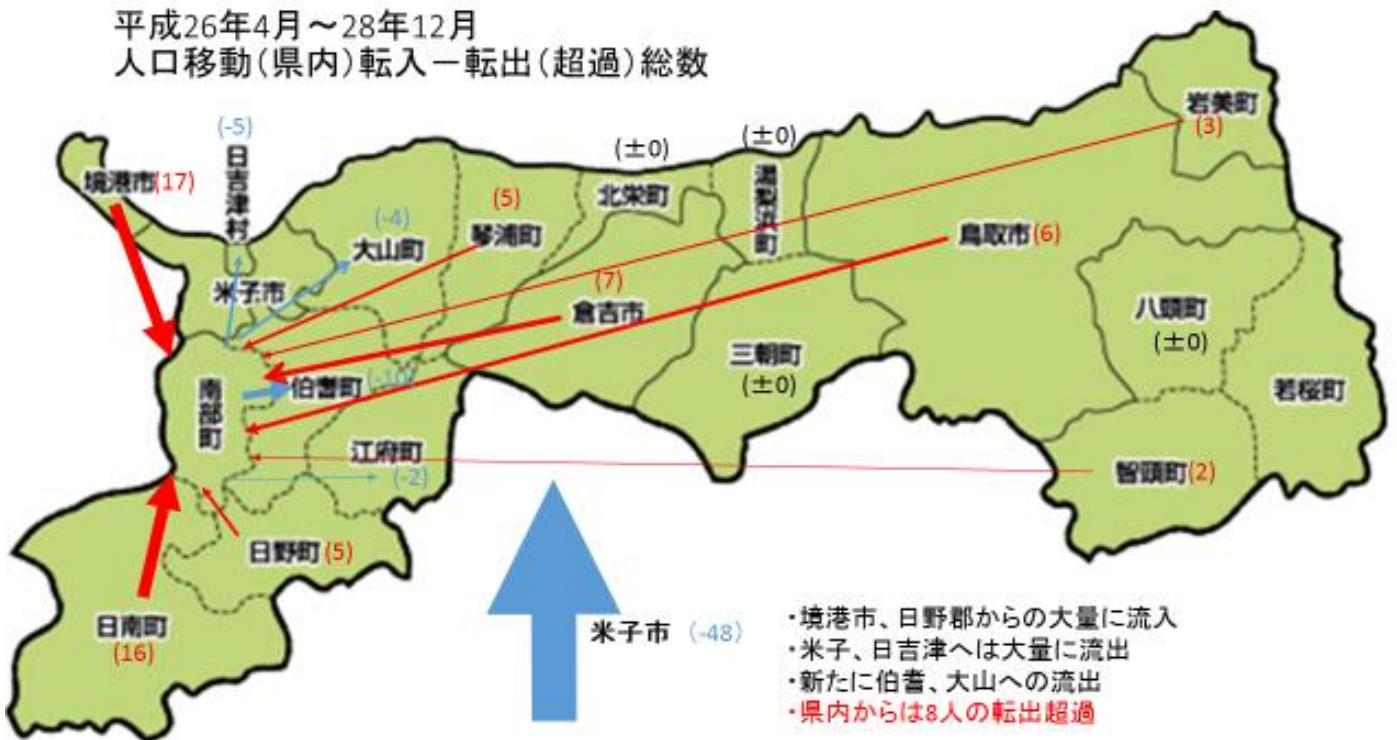 平成26年4月～28年12月
人口移動(県内)転入－転出(超過)総数
岩美町
(3)
(-5)
日吉津村
(±0)
(±0)
境港市(17)
北栄町
湯梨浜町
(5)
琴浦町
(-4)
大山町
鳥取市(6)
米子市
(7)
倉吉市
八頭町
(±0)
三朝町
(±0)
南部町
伯耆町(-10)
若桜町
江府町
(-2)
智頭町(2)
日野町(5)
日南町
(16)
米子市 (-48)
・境港市、日野郡からの大量に流入
・米子、日吉津へは大量に流出
・新たに伯耆、大山への流出
・県内からは8人の転出超過